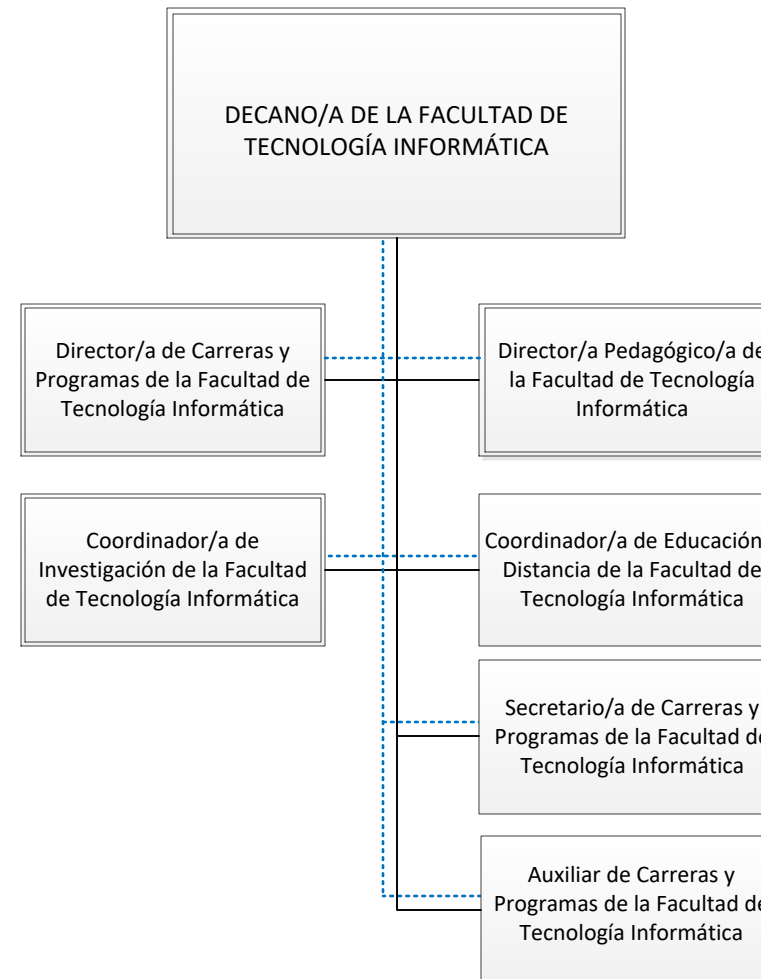 DECANO/A DE LA FACULTAD DE
TECNOLOGÍA INFORMÁTICA
Director/a de Carreras y
Programas de la Facultad de
Tecnología Informática
Director/a Pedagógico/a de
la Facultad de Tecnología
Informática
Coordinador/a de
Investigación de la Facultad
de Tecnología Informática
Coordinador/a de Educación
Distancia de la Facultad de
Tecnología Informática
Secretario/a de Carreras y
Programas de la Facultad de
Tecnología Informática
Auxiliar de Carreras y
Programas de la Facultad de
Tecnología Informática